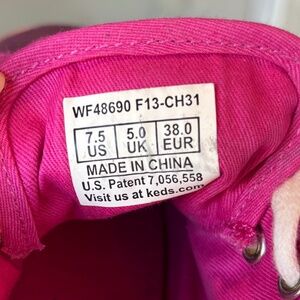 WF48690 F13-CH31
7.5 5.0 38.0
US UK EUR
MADE IN CHINA
U.S. Patent 7,056,558
Visit us at keds.com